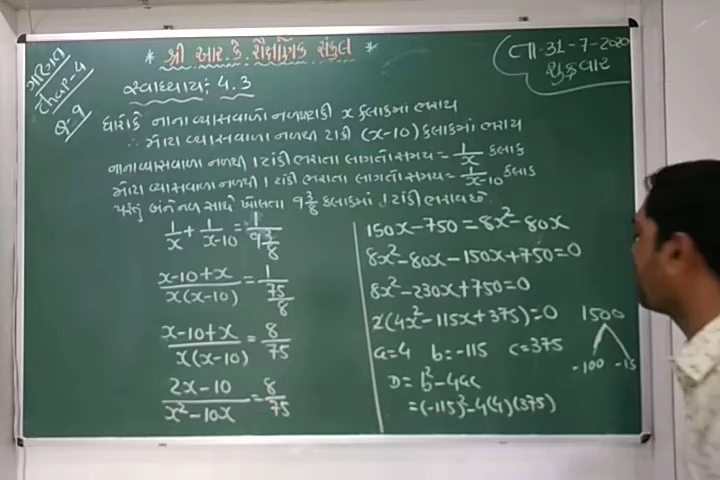 * શ્રી આર.કે. શૈક્ષણિક સંકુલ *
તા-31-7-2020
શુક્રવાર
ગણિત
chap-4
Q-9
સ્વાધ્યાય: 4.3
ધારોકે નાના વ્યાસવાળો નળથી ટાંકી x કલાકમાં ભરાય
∴ મોટા વ્યાસવાળા નળથી ટાંકી (x-10) કલાકમાં ભરાય
નાના વ્યાસવાળા નળથી 1 ટાંકી ભરાતા લાગતો સમય = 1/x કલાક
મોટા વ્યાસવાળા નળથી 1 ટાંકી ભરાતા લાગતો સમય = 1/x-10 કલાક
પરંતુ બંને નળ સાથે ખોલતા 9 3/8 કલાકમાં 1 ટાંકી ભરાય છે.
1/x + 1/x-10 = 1/9 3/8
x-10+x/x(x-10) = 1/75/8
x-10+x/x(x-10) = 8/75
2x-10/x²-10x = 8/75
150x-750=8x²-80x
8x²-80x-150x+750=0
8x²-230x+750=0
2(4x²-115x+375)=0
a=4 b=-115 c=375
D= b²-4ac
=(-115)²-4(4)(375)
1500
-100 -15